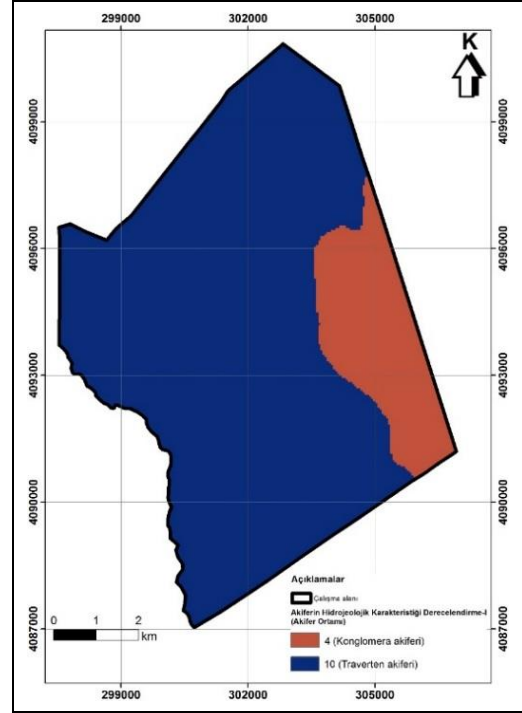 299000 302000 305000
K
4099000 4099000
4096000 4096000
4093000 4093000
4090000 4090000
4087000 4087000
Açıklamalar
Çalışma alanı
Akiferin Hidrojeolojik Karakteristiği Derecelendirme-I
(Akifer Ortamı)
4 (Konglomera akiferi)
10 (Traverten akiferi)
0 1 2
km
299000 302000 305000